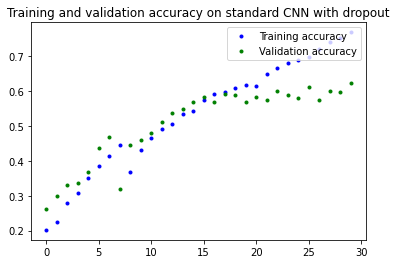 Training and validation accuracy on standard CNN with dropout
Training accuracy
Validation accuracy
0.7
0.6
0.5
0.4
0.3
0.2
0 5 10 15 20 25 30